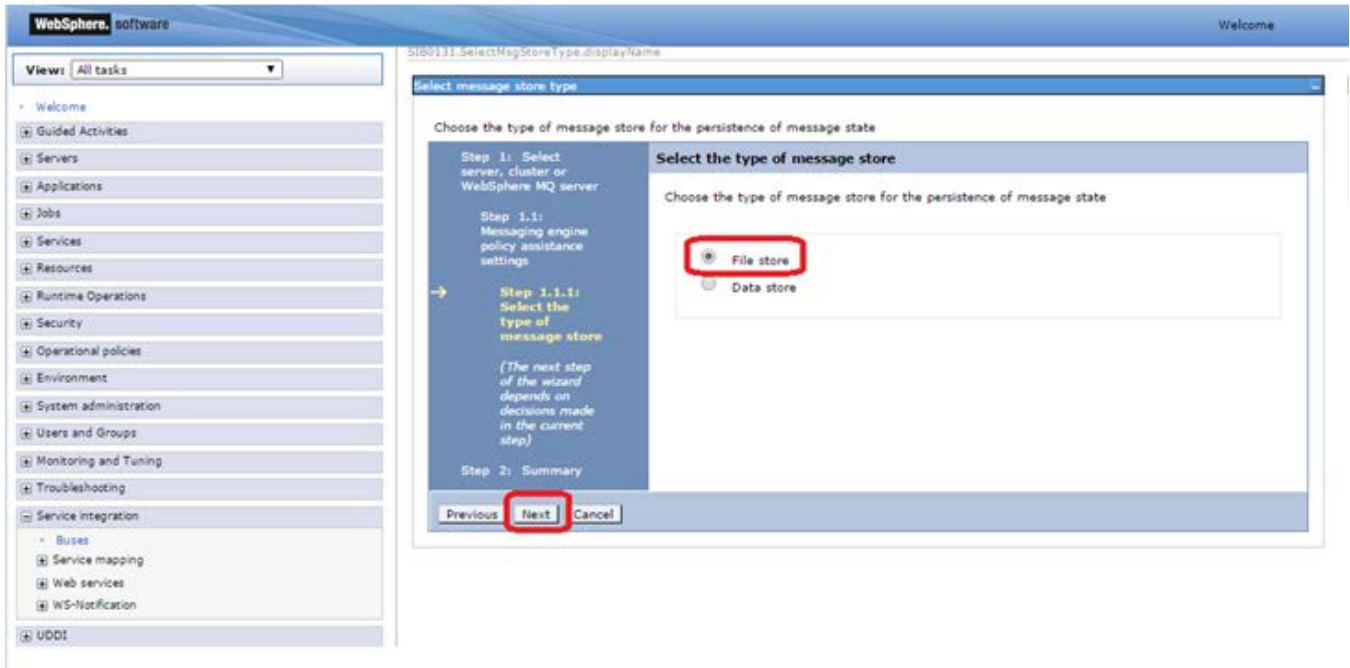 WebSphere. software
Welcome
View: All tasks
Welcome
Guided Activities
Servers
Applications
Jobs
Services
Resources
Runtime Operations
Security
Operational policies
Environment
System administration
Users and Groups
Monitoring and Tuning
Troubleshooting
Service integration
Buses
Service mapping
Web services
WS-Notification
UDDI
SIB0131.SelectMsgStoreType.displayName
Select message store type
Choose the type of message store for the persistence of message state
Step 1: Select
server, cluster or
WebSphere MQ server
Step 1.1:
Messaging engine
policy assistance
settings
Step 1.1.1:
Select the
type of
message store
(The next step
of the wizard
depends on
decisions made
in the current
step)
Step 2: Summary
Select the type of message store
Choose the type of message store for the persistence of message state
File store
Data store
Previous Next Cancel